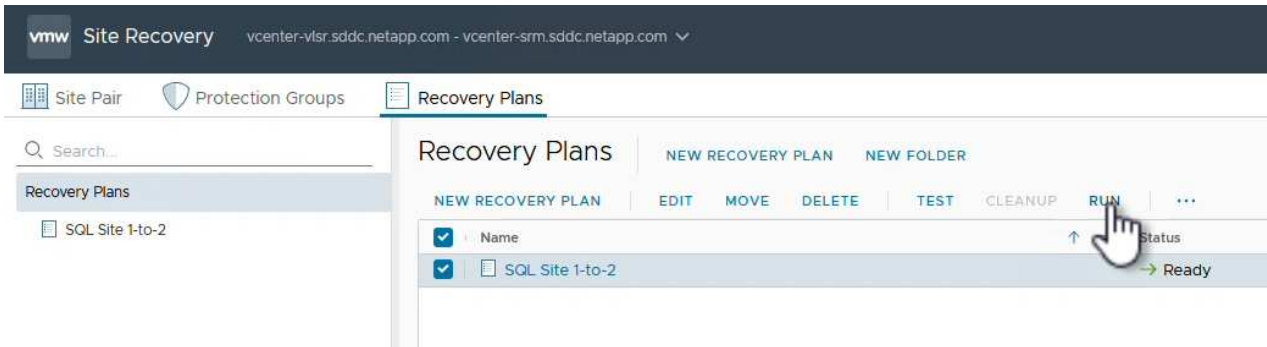 vmw Site Recovery vcenter-vlsr.sddc.netapp.com - vcenter-srm.sddc.netapp.com
Site Pair Protection Groups Recovery Plans
Search...
Recovery Plans
SQL Site 1-to-2
Recovery Plans NEW RECOVERY PLAN NEW FOLDER
NEW RECOVERY PLAN EDIT MOVE DELETE TEST CLEANUP RUN ...
Name Status
SQL Site 1-to-2 Ready